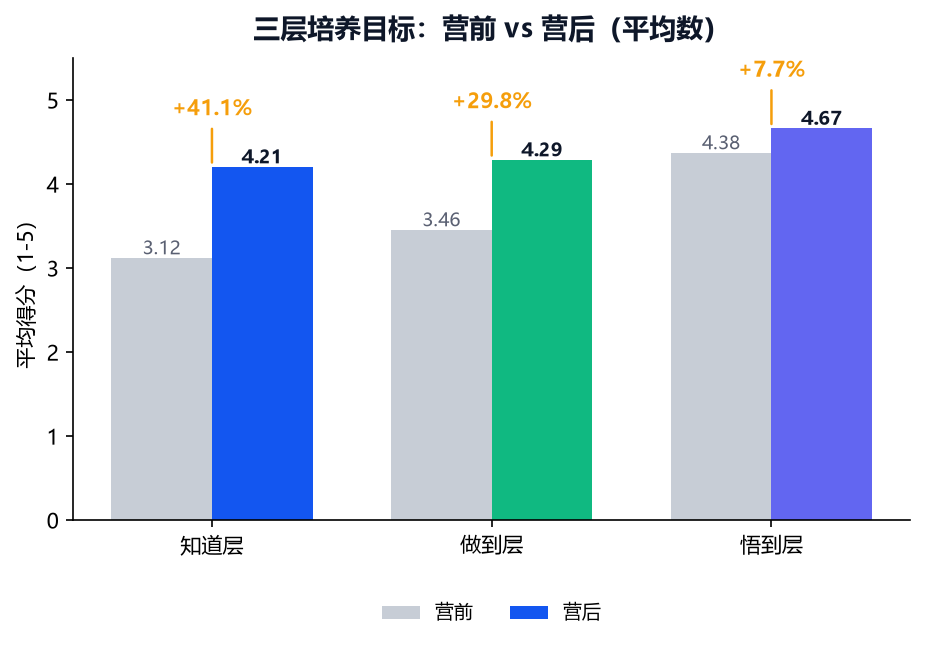 三层培养目标：营前 vs 营后（平均数）
+7.7%
+41.1%
+29.8%
4.67
4.38
4.29
4.21
3.46
3.12
平均得分（1-5）
5
4
3
2
1
0
知道层
做到层
悟到层
营前
营后